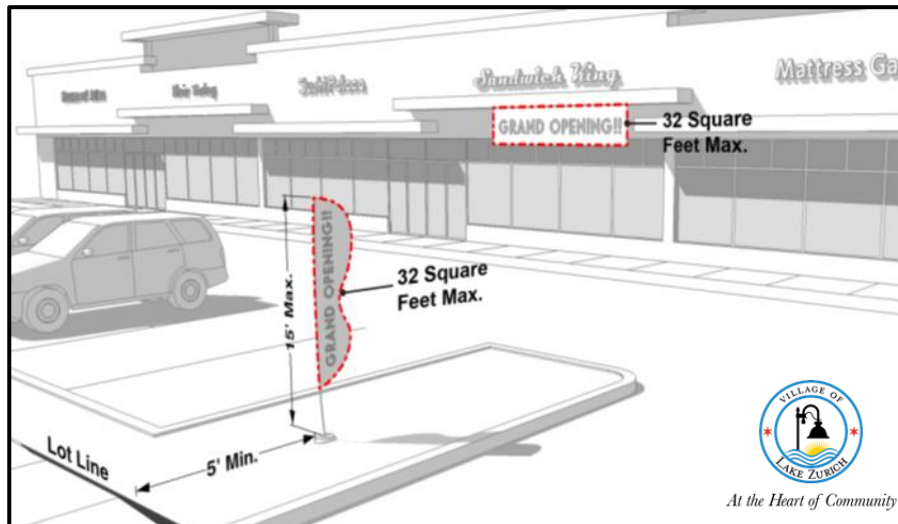 Sandwich King
Mattress Ga
GRAND OPENING!!
32 Square
Feet Max.
GRAND OPENING!!
15' Max.
32 Square
Feet Max.
Lot Line
5' Min.
VILLAGE OF
LAKE ZURICH
At the Heart of Community